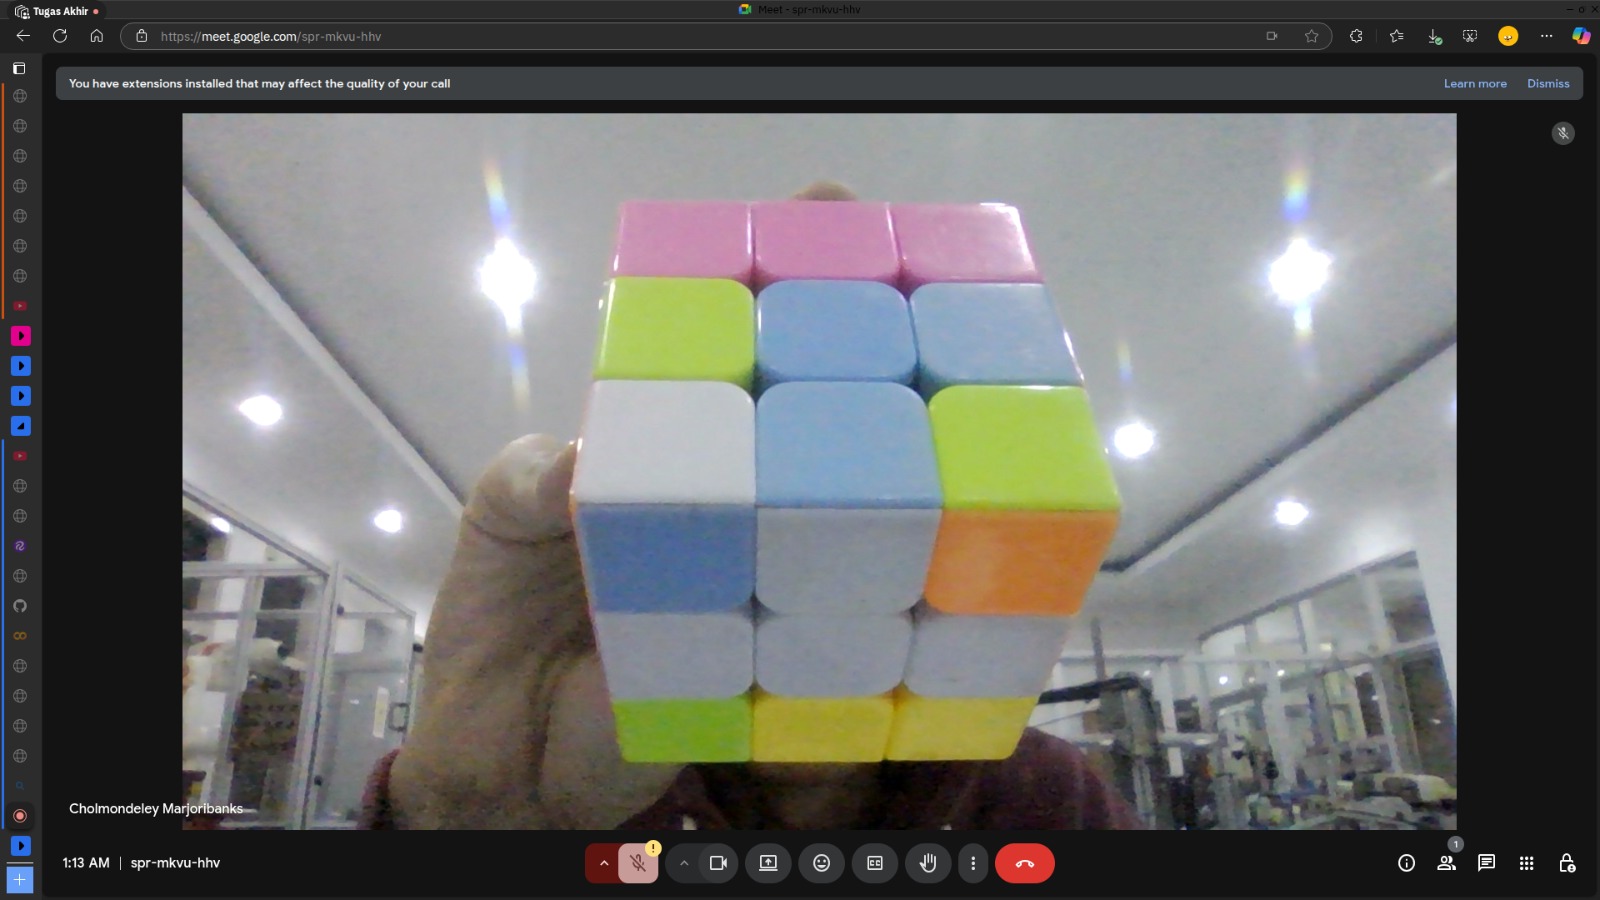 Tugas Akhir
Meet - spr-mkvu-hhv
https://meet.google.com/spr-mkvu-hhv
You have extensions installed that may affect the quality of your call
Learn more
Dismiss
Cholmondeley Marjoribanks
1:13 AM | spr-mkvu-hhv
!
CC
1